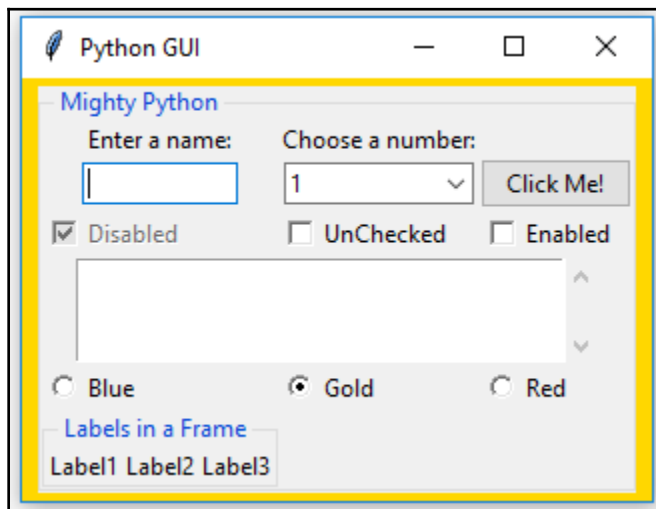 Python GUI
Mighty Python
Enter a name: Choose a number:
1 Click Me!
Disabled UnChecked Enabled
Blue Gold Red
Labels in a Frame
Label1 Label2 Label3